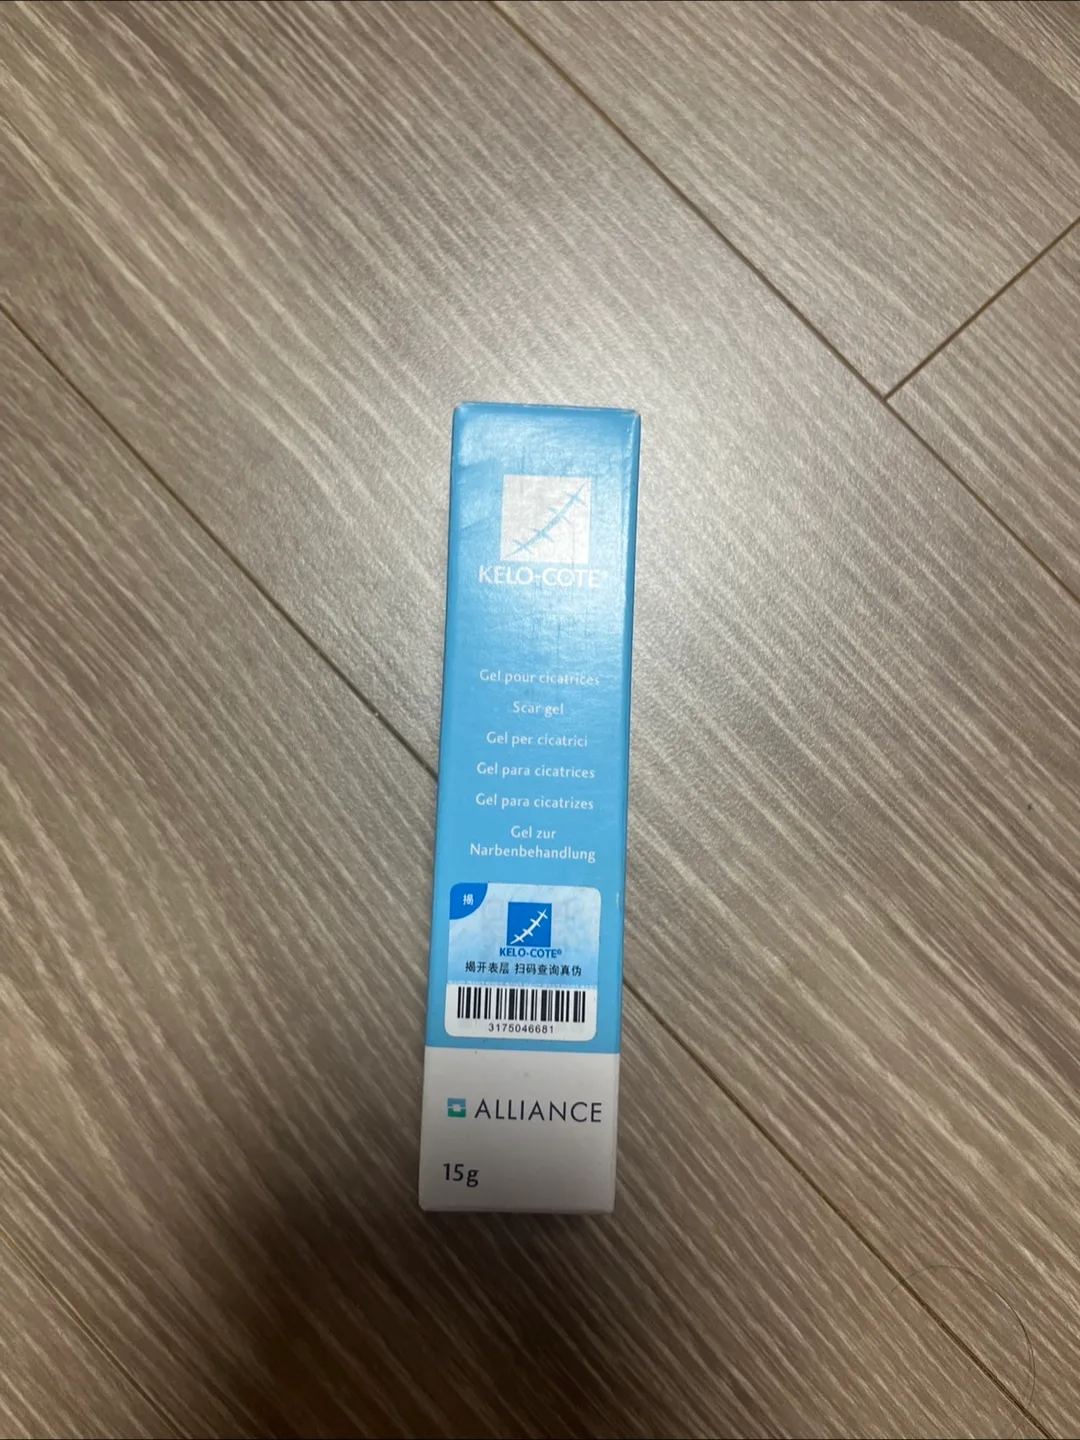 KELO-COTE®
Gel pour cicatrices
Scar gel
Gel per cicatrici
Gel para cicatrices
Gel para cicatrizes
Gel zur
Narbenbehandlung
揭
KELO-COTE®
揭开表层 扫码查询真伪
3175046681
ALLIANCE
15g